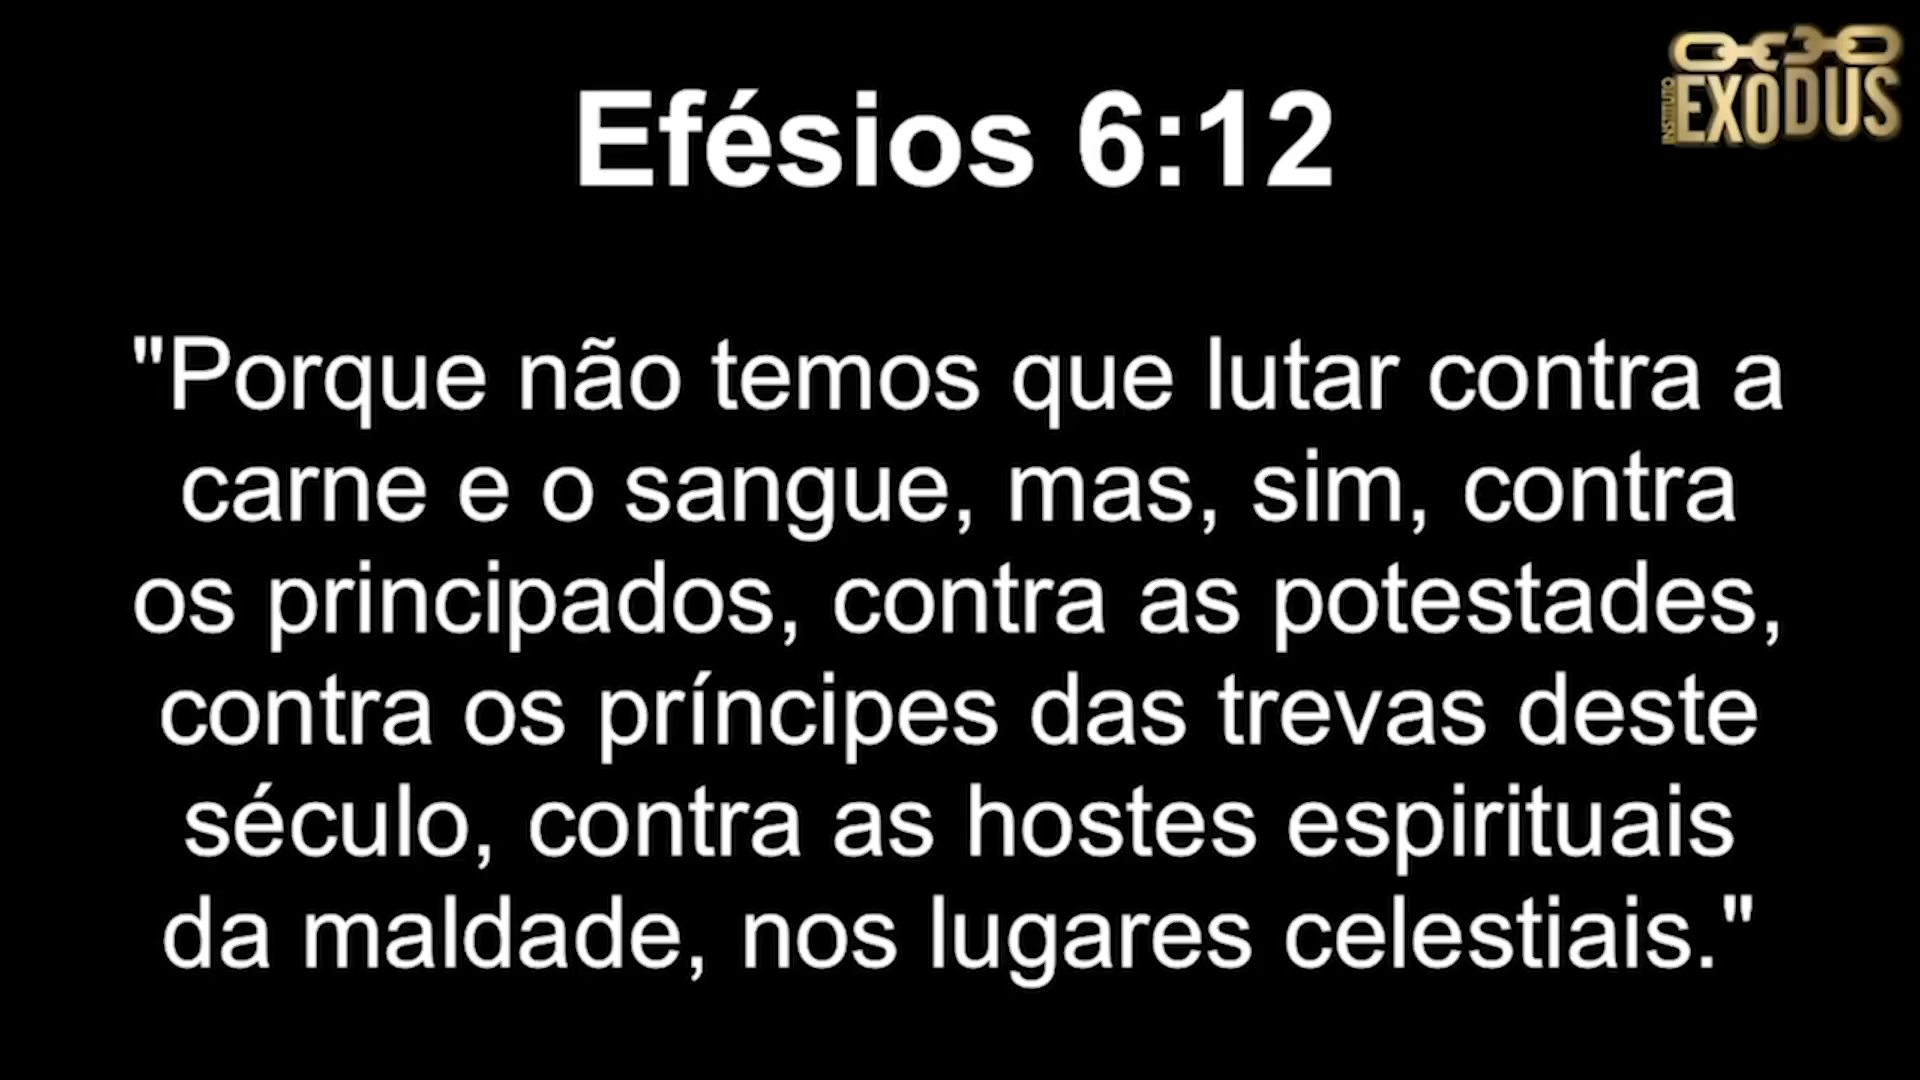 INSTITUTO
EXODUS
Efésios 6:12
"Porque não temos que lutar contra a
carne e o sangue, mas, sim, contra
os principados, contra as potestades,
contra os príncipes das trevas deste
século, contra as hostes espirituais
da maldade, nos lugares celestiais."